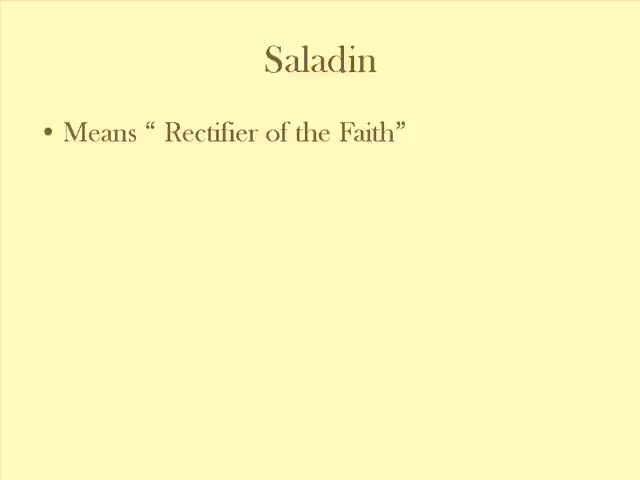 Saladin
• Means “ Rectifier of the Faith”